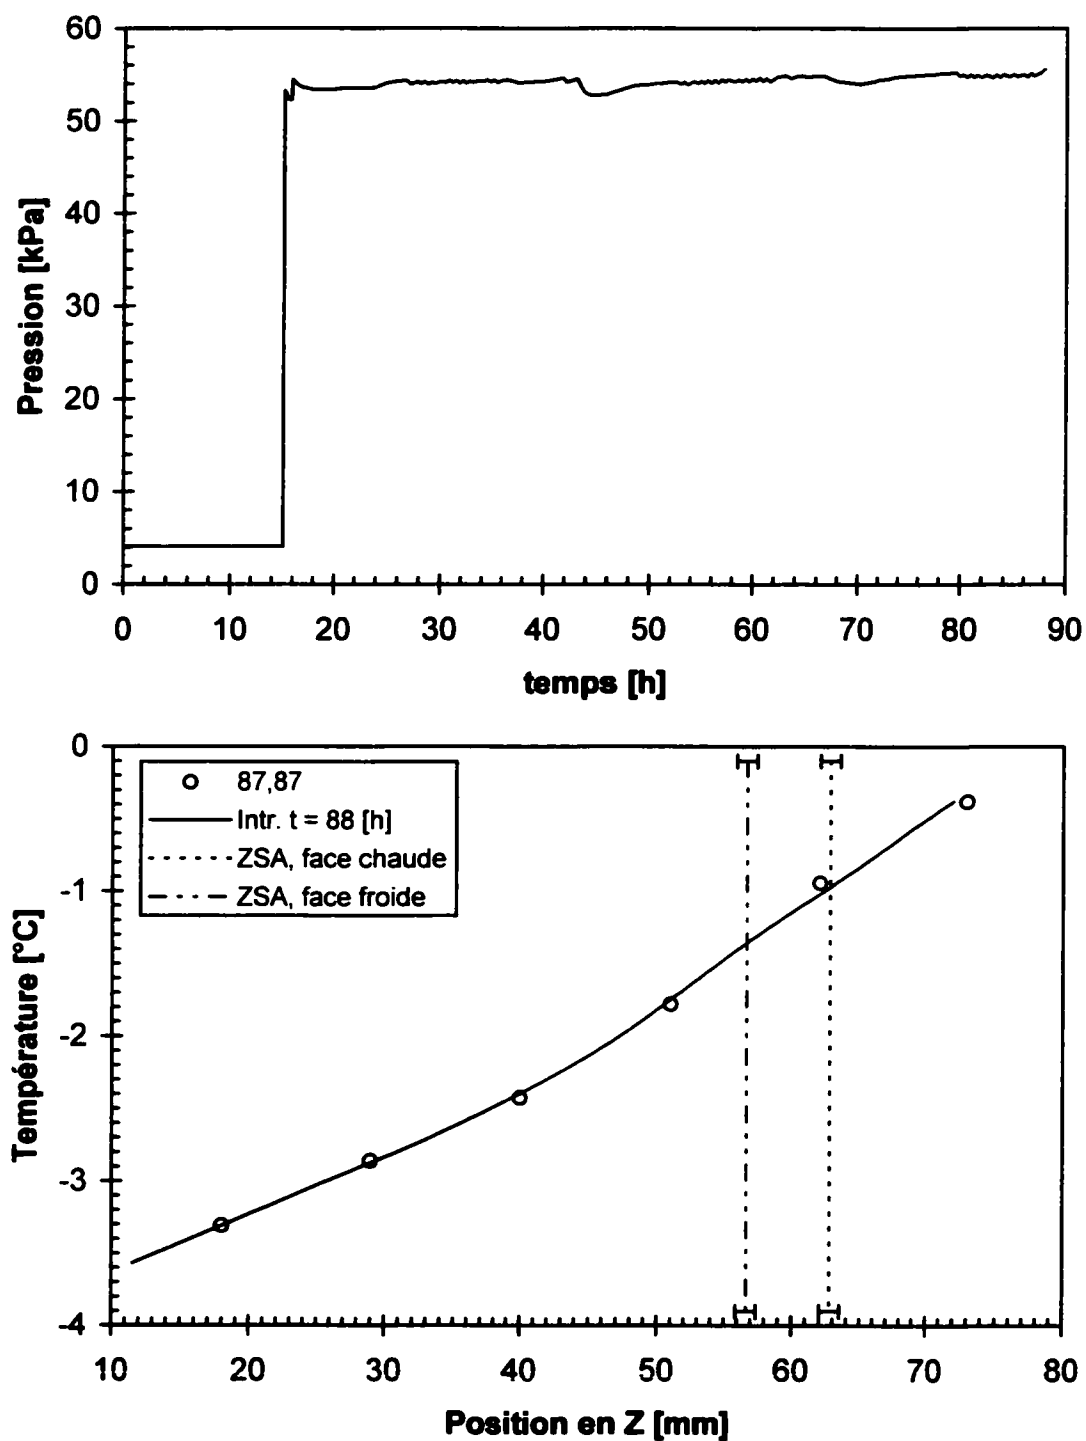 60
50
40
30
20
10
0
Pression [kPa]
0 10 20 30 40 50 60 70 80 90
temps [h]
0
-1
-2
-3
-4
Température [°C]
87,87
Intr. t = 88 [h]
ZSA, face chaude
ZSA, face froide
10 20 30 40 50 60 70 80
Position en Z [mm]